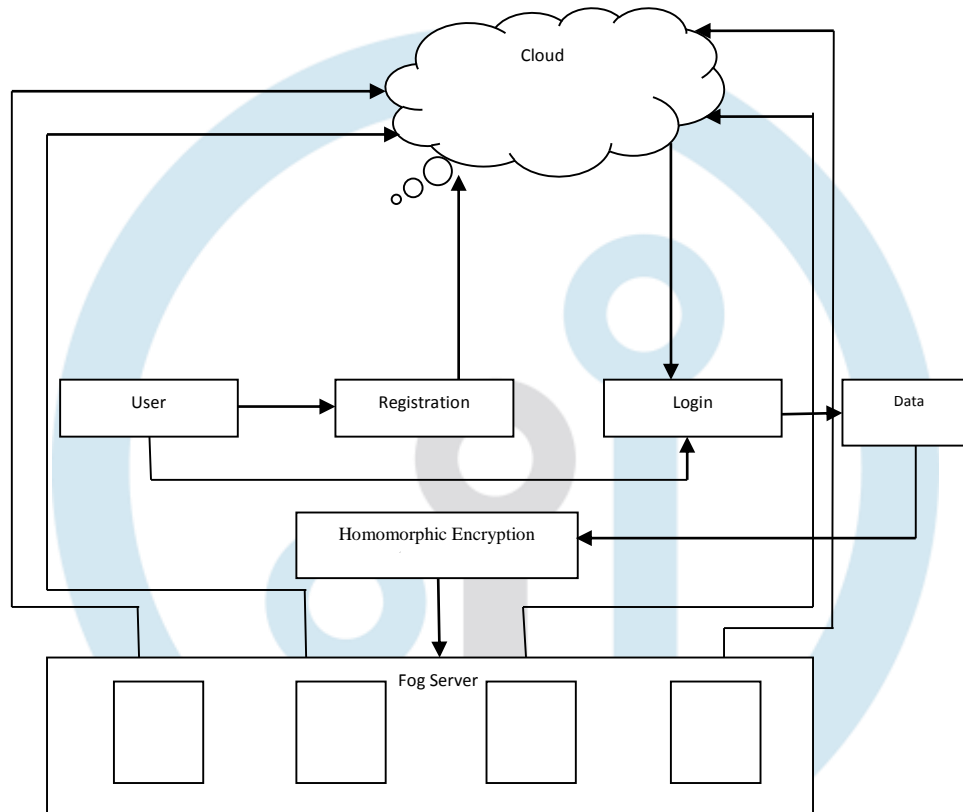 Cloud
User
Registration
Login
Data
Homomorphic Encryption
Fog Server